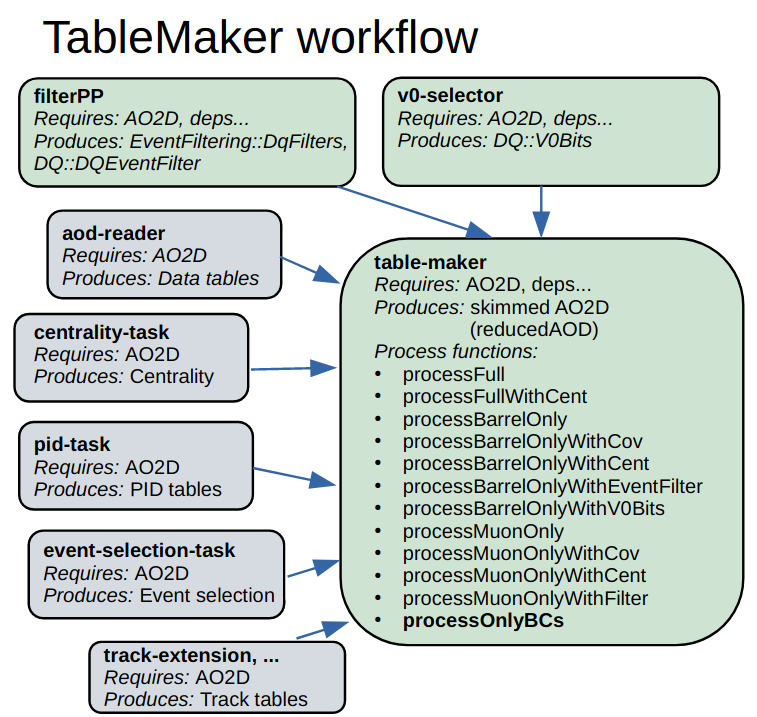 TableMaker workflow
filterPP
Requires: AO2D, deps...
Produces: EventFiltering::DqFilters,
DQ::DQEventFilter
v0-selector
Requires: AO2D, deps...
Produces: DQ::V0Bits
aod-reader
Requires: AO2D
Produces: Data tables
centrality-task
Requires: AO2D
Produces: Centrality
pid-task
Requires: AO2D
Produces: PID tables
event-selection-task
Requires: AO2D
Produces: Event selection
track-extension, ...
Requires: AO2D
Produces: Track tables
table-maker
Requires: AO2D, deps...
Produces: skimmed AO2D
(reducedAOD)
Process functions:
• processFull
• processFullWithCent
• processBarrelOnly
• processBarrelOnlyWithCov
• processBarrelOnlyWithCent
• processBarrelOnlyWithEventFilter
• processBarrelOnlyWithV0Bits
• processMuonOnly
• processMuonOnlyWithCov
• processMuonOnlyWithCent
• processMuonOnlyWithFilter
• processOnlyBCs